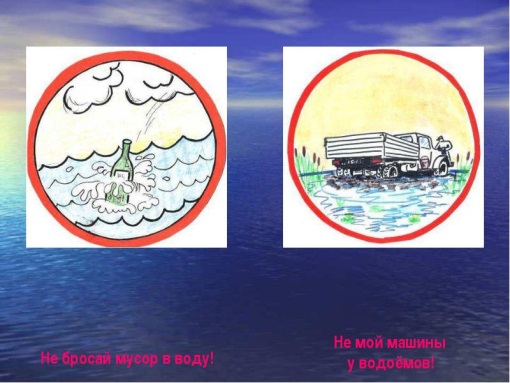 Не бросай мусор в воду!
Не мой машины
у водоёмов!